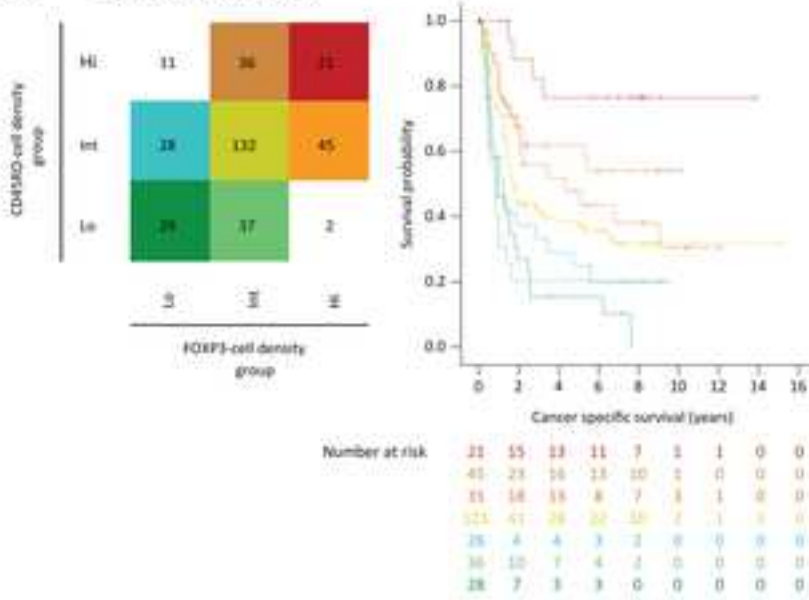 Hi 11 36 21
Int 28 132 45
Lo 37 2
CD45RO-cell density
group
Lo Int Hi
FOXP3-cell density
group
Survival probability
1.0
0.8
0.6
0.4
0.2
0.0
0 2 4 6 8 10 12 14 16
Cancer specific survival (years)
Number at risk
21 15 13 11 7 1 1 0 0
45 23 16 13 10 1 0 0 0
18 7 3 1 0 0
2 1 0
28 4 4 3 2 0 0 0 0
36 10 7 4 2 0 0 0 0
28 7 3 0 0 0 0 0